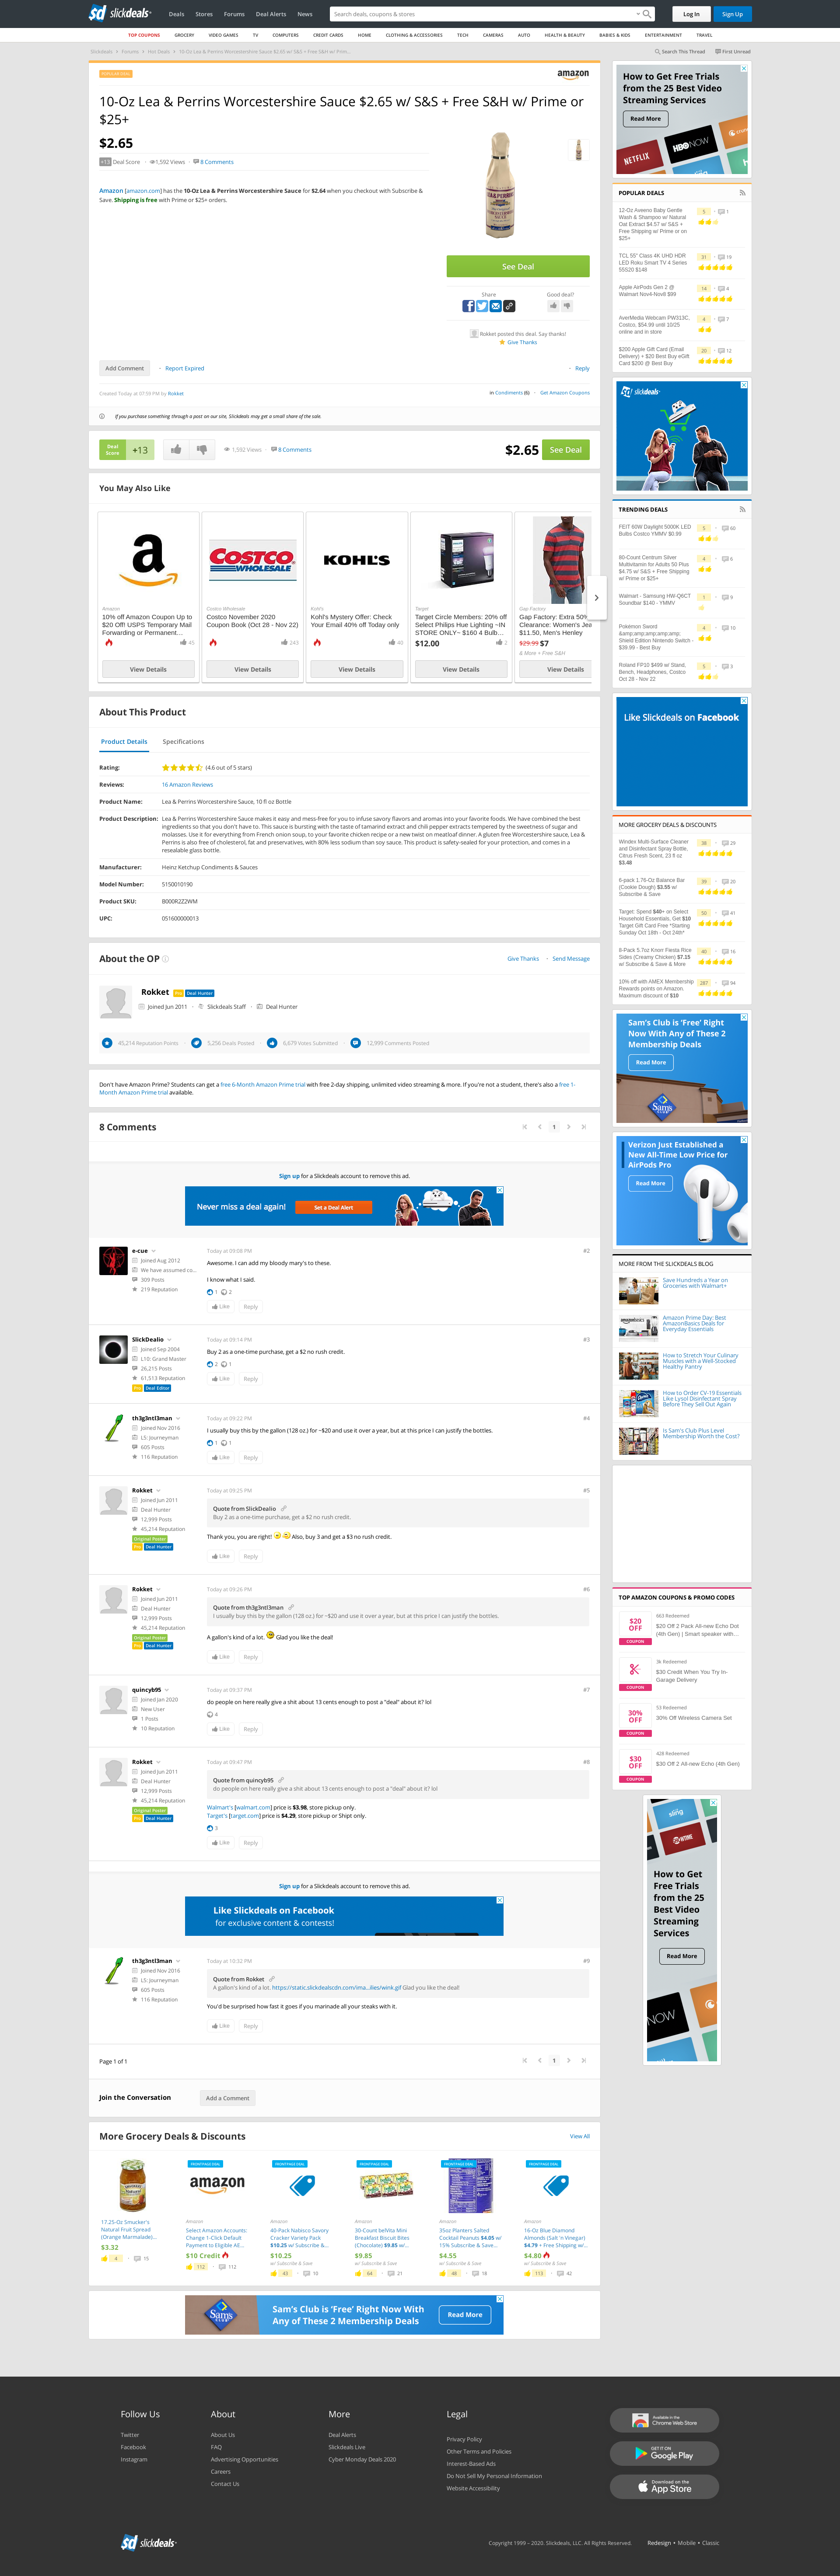 slickdeals
Deals Stores Forums Deal Alerts News
Search deals, coupons & stores
Log In Sign Up
TOP COUPONS GROCERY VIDEO GAMES TV COMPUTERS CREDIT CARDS HOME CLOTHING & ACCESSORIES TECH CAMERAS AUTO HEALTH & BEAUTY BABIES & KIDS ENTERTAINMENT TRAVEL
Slickdeals Forums Hot Deals 10-Oz Lea & Perrins Worcestershire Sauce $2.65 w/ S&S + Free S&H w/ Prim...
Search This Thread First Unread
POPULAR DEAL
amazon
10-Oz Lea & Perrins Worcestershire Sauce $2.65 w/ S&S + Free S&H w/ Prime or
$25+
$2.65
+13 Deal Score 1,592 Views 8 Comments
Amazon [amazon.com] has the 10-Oz Lea & Perrins Worcestershire Sauce for $2.64 when you checkout with Subscribe &
Save. Shipping is free with Prime or $25+ orders.
See Deal
Share Good deal?
Rokket posted this deal. Say thanks!
Give Thanks
Add Comment Report Expired Reply
Created Today at 07:59 PM by Rokket
in Condiments (6) Get Amazon Coupons
If you purchase something through a post on our site, Slickdeals may get a small share of the sale.
Deal
Score +13
1,592 Views 8 Comments
$2.65 See Deal
You May Also Like
Amazon
10% off Amazon Coupon Up to
$20 Off! USPS Temporary Mail
Forwarding or Permanent...
45
View Details
COSTCO
WHOLESALE
Costco Wholesale
Costco November 2020
Coupon Book (Oct 28 - Nov 22)
243
View Details
KOHL'S
Kohl's
Kohl's Mystery Offer: Check
Your Email 40% off Today only
40
View Details
Target
Target Circle Members: 20% off
Select Philips Hue Lighting ~IN
STORE ONLY~ $160 4 Bulb...
$12.00 2
View Details
Gap Factory
Gap Factory: Extra 50%
Clearance: Women's Jea
$11.50, Men's Henley
$29.99 $7
& More + Free S&H
View Details
About This Product
Product Details Specifications
Rating: (4.6 out of 5 stars)
Reviews: 16 Amazon Reviews
Product Name: Lea & Perrins Worcestershire Sauce, 10 fl oz Bottle
Product Description: Lea & Perrins Worcestershire Sauce makes it easy and mess-free for you to infuse savory flavors and aromas into your favorite foods. We have combined the best
ingredients so that you don't have to. This sauce is bursting with the taste of tamarind extract and chili pepper extracts tempered by the sweetness of sugar and
molasses. Use it for everything from French onion soup, to your favorite chicken recipe or a new twist on meatloaf dinner. A gluten free Worcestershire sauce, Lea &
Perrins is also free of cholesterol, fat and preservatives, with 80% less sodium than soy sauce. This product is safety-sealed for your protection, and comes in a
resealable glass bottle.
Manufacturer: Heinz Ketchup Condiments & Sauces
Model Number: 5150010190
Product SKU: B000R2Z2WM
UPC: 051600000013
About the OP
Give Thanks Send Message
Rokket Pro Deal Hunter
Joined Jun 2011 Slickdeals Staff Deal Hunter
45,214 Reputation Points 5,256 Deals Posted 6,679 Votes Submitted 12,999 Comments Posted
Don't have Amazon Prime? Students can get a free 6-Month Amazon Prime trial with free 2-day shipping, unlimited video streaming & more. If you're not a student, there's also a free 1-
Month Amazon Prime trial available.
8 Comments
1
Sign up for a Slickdeals account to remove this ad.
Never miss a deal again! Set a Deal Alert
e-cue
Joined Aug 2012
We have assumed co...
309 Posts
219 Reputation
Today at 09:08 PM #2
Awesome. I can add my bloody mary's to these.
I know what I said.
1 2
Like Reply
SlickDealio
Joined Sep 2004
L10: Grand Master
26,215 Posts
61,513 Reputation
Pro Deal Editor
Today at 09:14 PM #3
Buy 2 as a one-time purchase, get a $2 no rush credit.
2 1
Like Reply
th3g3ntl3man
Joined Nov 2016
L5: Journeyman
605 Posts
116 Reputation
Today at 09:22 PM #4
I usually buy this by the gallon (128 oz.) for ~$20 and use it over a year, but at this price I can justify the bottles.
1 1
Like Reply
Rokket
Joined Jun 2011
Deal Hunter
12,999 Posts
45,214 Reputation
Original Poster
Pro Deal Hunter
Today at 09:25 PM #5
Quote from SlickDealio
Buy 2 as a one-time purchase, get a $2 no rush credit.
Thank you, you are right! Also, buy 3 and get a $3 no rush credit.
Like Reply
Rokket
Joined Jun 2011
Deal Hunter
12,999 Posts
45,214 Reputation
Original Poster
Pro Deal Hunter
Today at 09:26 PM #6
Quote from th3g3ntl3man
I usually buy this by the gallon (128 oz.) for ~$20 and use it over a year, but at this price I can justify the bottles.
A gallon's kind of a lot. Glad you like the deal!
Like Reply
quincyb95
Joined Jan 2020
New User
1 Posts
10 Reputation
Today at 09:37 PM #7
do people on here really give a shit about 13 cents enough to post a "deal" about it? lol
4
Like Reply
Rokket
Joined Jun 2011
Deal Hunter
12,999 Posts
45,214 Reputation
Original Poster
Pro Deal Hunter
Today at 09:47 PM #8
Quote from quincyb95
do people on here really give a shit about 13 cents enough to post a "deal" about it? lol
Walmart's [walmart.com] price is $3.98, store pickup only.
Target's [target.com] price is $4.29, store pickup or Shipt only.
3
Like Reply
Sign up for a Slickdeals account to remove this ad.
Like Slickdeals on Facebook
for exclusive content & contests!
th3g3ntl3man
Joined Nov 2016
L5: Journeyman
605 Posts
116 Reputation
Today at 10:32 PM #9
Quote from Rokket
A gallon's kind of a lot. https://static.slickdealscdn.com/ima...ilies/wink.gif Glad you like the deal!
You'd be surprised how fast it goes if you marinade all your steaks with it.
Like Reply
Page 1 of 1 1
Join the Conversation Add a Comment
More Grocery Deals & Discounts View All
17.25-Oz Smucker's
Natural Fruit Spread
(Orange Marmalade)...
$3.32
4 15
FRONTPAGE DEAL
amazon
Amazon
Select Amazon Accounts:
Change 1-Click Default
Payment to Eligible AE...
$10 Credit
112 112
FRONTPAGE DEAL
Amazon
40-Pack Nabisco Savory
Cracker Variety Pack
$10.25 w/ Subscribe &...
$10.25
w/ Subscribe & Save
43 10
FRONTPAGE DEAL
Amazon
30-Count belVita Mini
Breakfast Biscuit Bites
(Chocolate) $9.85 w/...
$9.85
w/ Subscribe & Save
64 21
FRONTPAGE DEAL
Amazon
35oz Planters Salted
Cocktail Peanuts $4.05 w/
15% Subscribe & Save...
$4.55
w/ Subscribe & Save
48 18
FRONTPAGE DEAL
Amazon
16-Oz Blue Diamond
Almonds (Salt 'n Vinegar)
$4.79 + Free Shipping w/...
$4.80
w/ Subscribe & Save
113 42
Sam's Club is 'Free' Right Now With
Any of These 2 Membership Deals
Read More
How to Get Free Trials
from the 25 Best Video
Streaming Services
Read More
NETFLIX HBO NOW
POPULAR DEALS
12-Oz Aveeno Baby Gentle
Wash & Shampoo w/ Natural
Oat Extract $4.57 w/ S&S +
Free Shipping w/ Prime or on
$25+
5 1
TCL 55" Class 4K UHD HDR
LED Roku Smart TV 4 Series
55S20 $148
31 19
Apple AirPods Gen 2 @
Walmart Nov4-Nov8 $99
14 4
AverMedia Webcam PW313C,
Costco, $54.99 until 10/25
online and in store
4 7
$200 Apple Gift Card (Email
Delivery) + $20 Best Buy eGift
Card $200 @ Best Buy
20 12
slickdeals
TRENDING DEALS
FEIT 60W Daylight 5000K LED
Bulbs Costco YMMV $0.99
5 60
80-Count Centrum Silver
Multivitamin for Adults 50 Plus
$4.75 w/ S&S + Free Shipping
w/ Prime or $25+
4 6
Walmart - Samsung HW-Q6CT
Soundbar $140 - YMMV
1 9
Pokémon Sword
&amp;amp;amp;amp;amp;
Shield Edition Nintendo Switch -
$39.99 - Best Buy
4 10
Roland FP10 $499 w/ Stand,
Bench, Headphones, Costco
Oct 28 - Nov 22
5 3
Like Slickdeals on Facebook
MORE GROCERY DEALS & DISCOUNTS
Windex Multi-Surface Cleaner
and Disinfectant Spray Bottle,
Citrus Fresh Scent, 23 fl oz
$3.48
38 29
6-pack 1.76-Oz Balance Bar
(Cookie Dough) $3.55 w/
Subscribe & Save
39 20
Target: Spend $40+ on Select
Household Essentials, Get $10
Target Gift Card Free *Starting
Sunday Oct 18th - Oct 24th*
50 41
8-Pack 5.7oz Knorr Fiesta Rice
Sides (Creamy Chicken) $7.15
w/ Subscribe & Save & More
40 16
10% off with AMEX Membership
Rewards points on Amazon,
Maximum discount of $10
287 94
Sam's Club is 'Free' Right
Now With Any of These 2
Membership Deals
Read More
Verizon Just Established a
New All-Time Low Price for
AirPods Pro
Read More
MORE FROM THE SLICKDEALS BLOG
Save Hundreds a Year on
Groceries with Walmart+
Amazon Prime Day: Best
AmazonBasics Deals for
Everyday Essentials
How to Stretch Your Culinary
Muscles with a Well-Stocked
Healthy Pantry
How to Order CV-19 Essentials
Like Lysol Disinfectant Spray
Before They Sell Out Again
Is Sam's Club Plus Level
Membership Worth the Cost?
TOP AMAZON COUPONS & PROMO CODES
$20
OFF
COUPON
663 Redeemed
$20 Off 2 Pack All-new Echo Dot
(4th Gen) | Smart speaker with...
COUPON
3k Redeemed
$30 Credit When You Try In-
Garage Delivery
30%
OFF
COUPON
53 Redeemed
30% Off Wireless Camera Set
$30
OFF
COUPON
428 Redeemed
$30 Off 2 All-new Echo (4th Gen)
sling
SHOWTIME
How to Get
Free Trials
from the 25
Best Video
Streaming
Services
Read More
NOW
Follow Us
Twitter
Facebook
Instagram
About
About Us
FAQ
Advertising Opportunities
Careers
Contact Us
More
Deal Alerts
Slickdeals Live
Cyber Monday Deals 2020
Legal
Privacy Policy
Other Terms and Policies
Interest-Based Ads
Do Not Sell My Personal Information
Website Accessibility
Available in the
Chrome Web Store
GET IT ON
Google Play
Download on the
App Store
slickdeals
Copyright 1999 – 2020. Slickdeals, LLC. All Rights Reserved. Redesign • Mobile • Classic